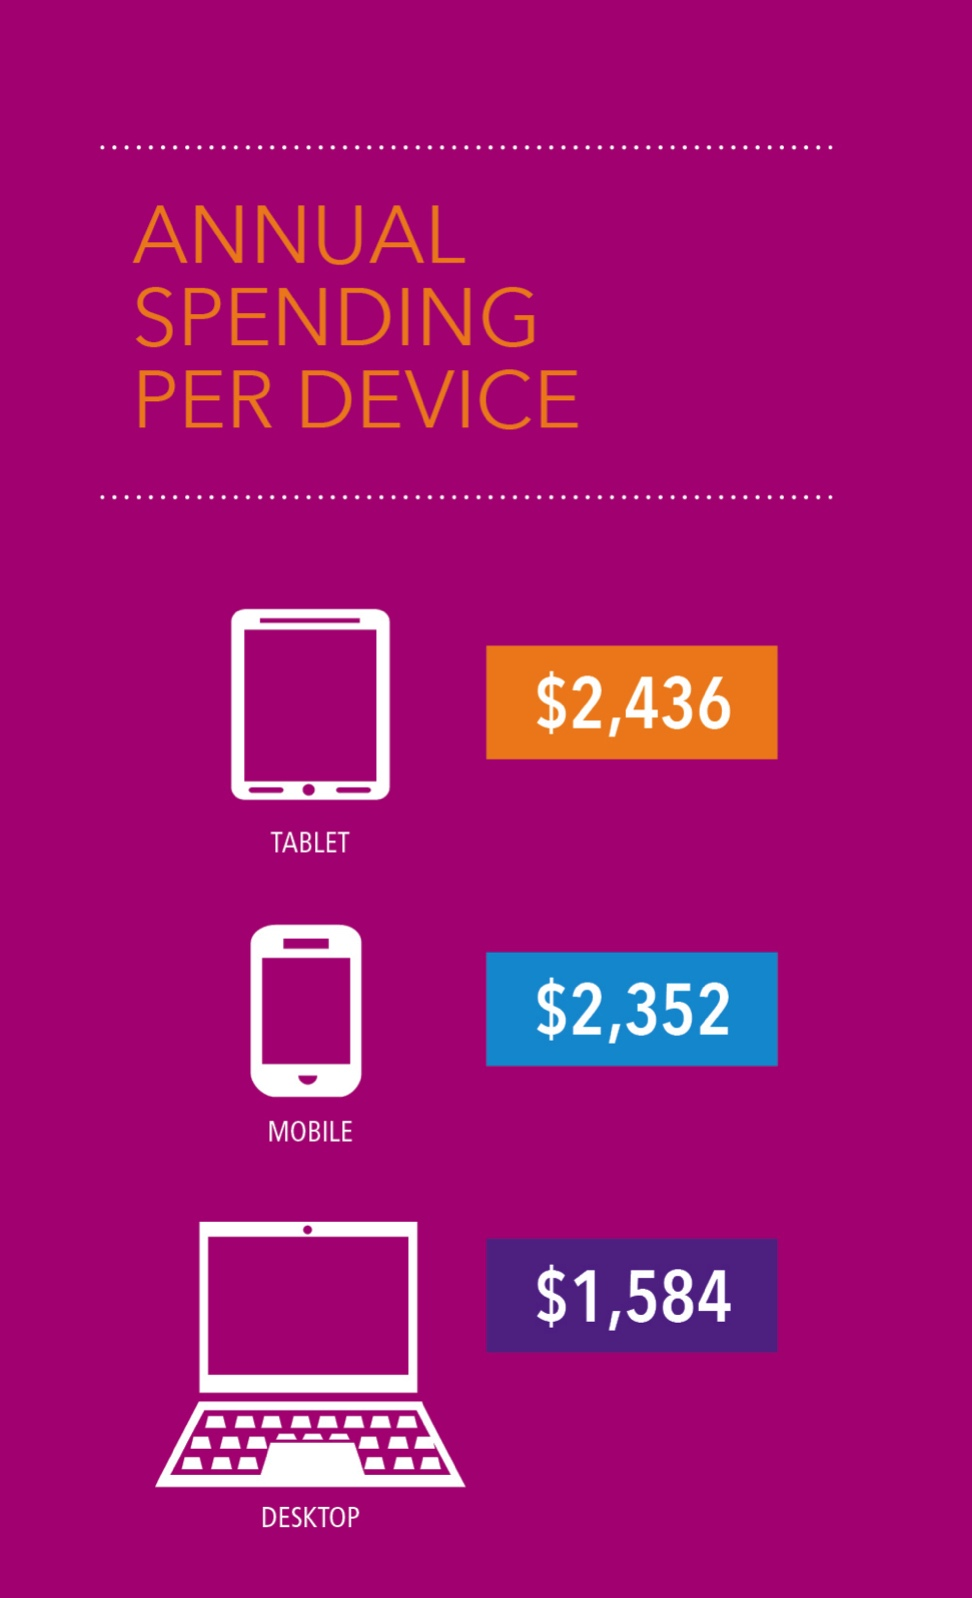 ANNUAL
SPENDING
PER DEVICE
$2,436
TABLET
$2,352
MOBILE
$1,584
DESKTOP